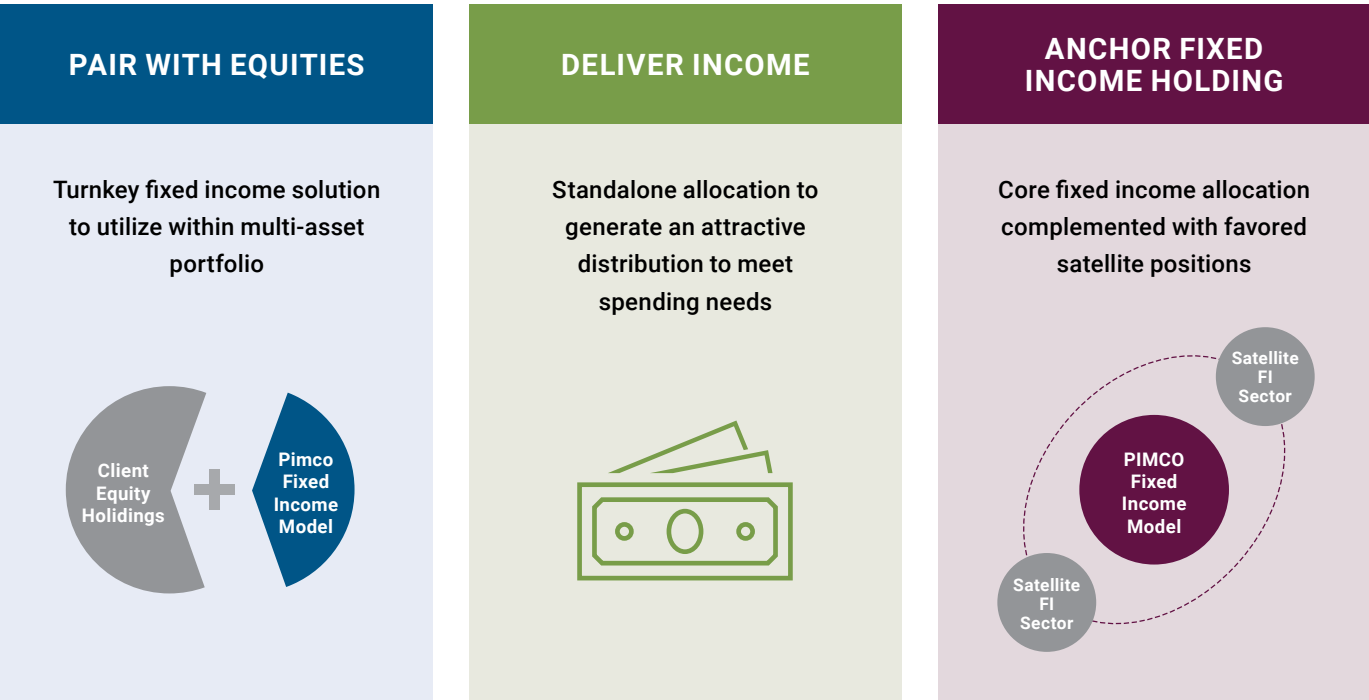 PAIR WITH EQUITIES
Turnkey fixed income solution
to utilize within multi-asset
portfolio
Client
Equity
Holidings
Pimco
Fixed
Income
Model
DELIVER INCOME
Standalone allocation to
generate an attractive
distribution to meet
spending needs
ANCHOR FIXED
INCOME HOLDING
Core fixed income allocation
complemented with favored
satellite positions
Satellite
FI
Sector
PIMCO
Fixed
Income
Model
Satellite
FI
Sector